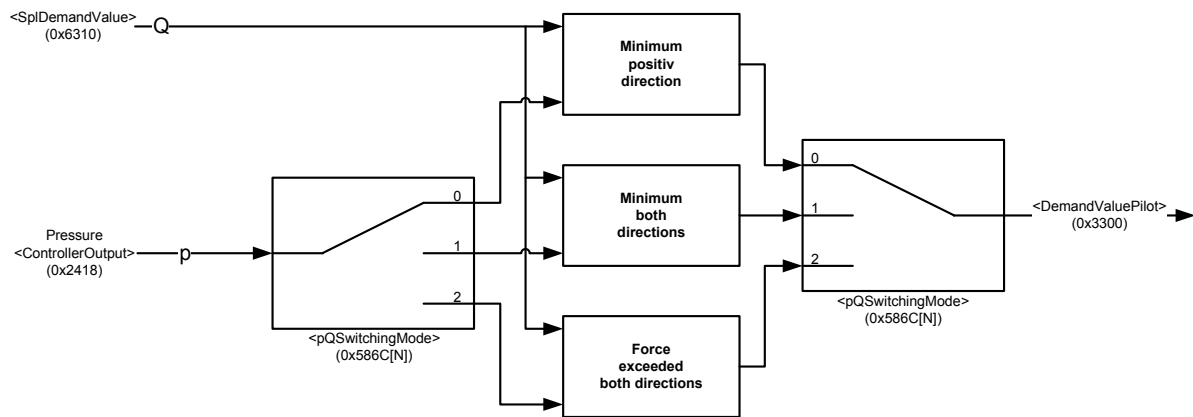 <SplDemandValue>
(0x6310)
Q
Minimum
positiv
direction
Pressure
<ControllerOutput>
(0x2418)
p
0
1
2
<pQSwitchingMode>
(0x586C[N])
Minimum
both
directions
Force
exceeded
both directions
0
1
2
<pQSwitchingMode>
(0x586C[N])
<DemandValuePilot>
(0x3300)